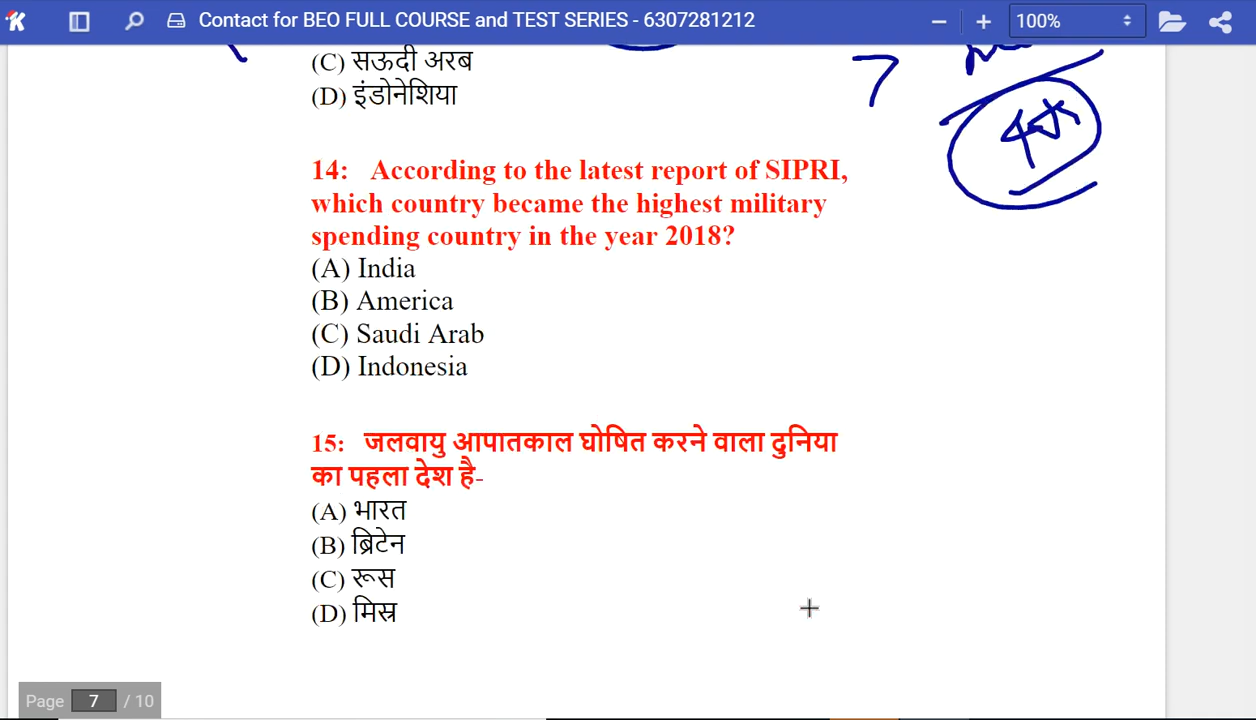 Contact for BEO FULL COURSE and TEST SERIES - 6307281212
100%
(C) सऊदी अरब
(D) इंडोनेशिया
7
14: According to the latest report of SIPRI,
which country became the highest military
spending country in the year 2018?
(A) India
(B) America
(C) Saudi Arab
(D) Indonesia
15: जलवायु आपातकाल घोषित करने वाला दुनिया
का पहला देश है-
(A) भारत
(B) ब्रिटेन
(C) रूस
(D) मिस्र
Page 7 / 10